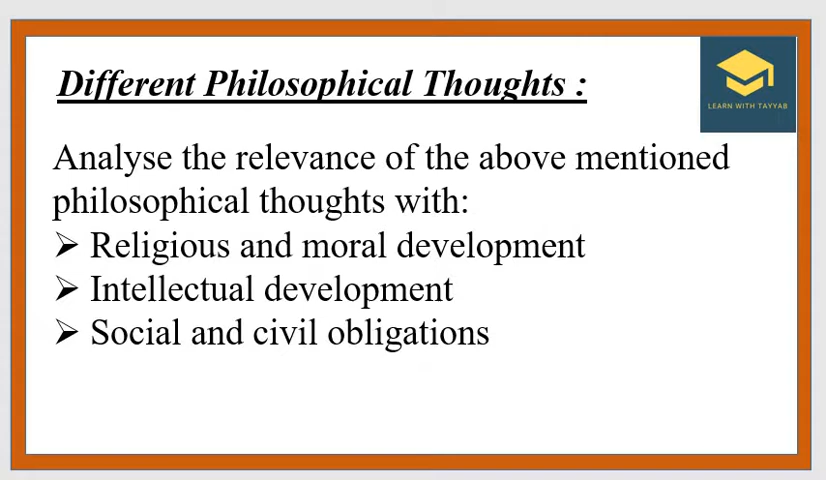 Different Philosophical Thoughts :
LEARN WITH TAYYAB
Analyse the relevance of the above mentioned
philosophical thoughts with:
➢ Religious and moral development
➢ Intellectual development
➢ Social and civil obligations